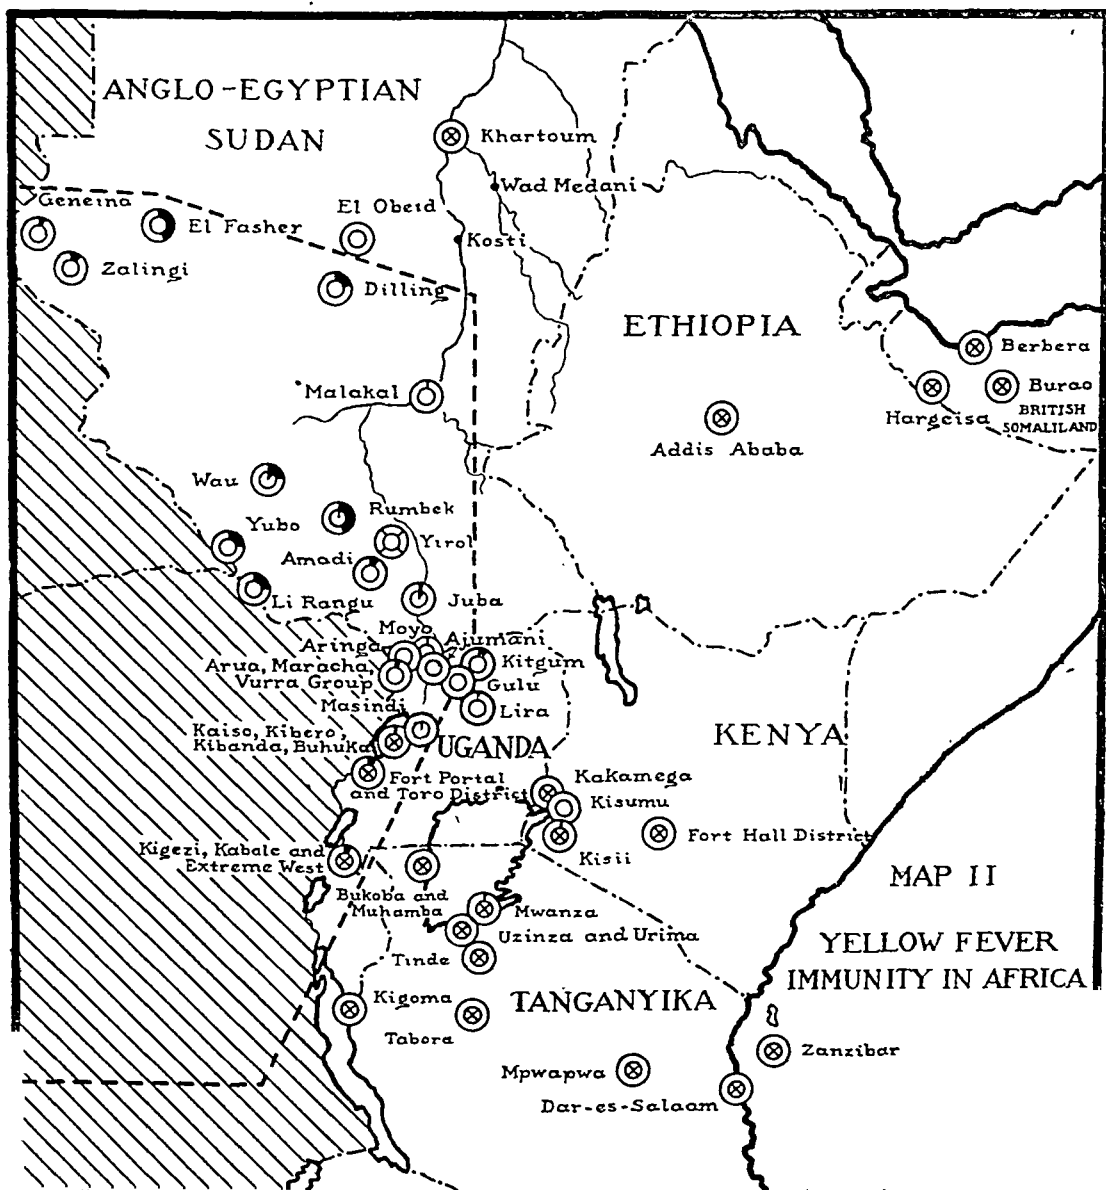 ANGLO-EGYPTIAN
SUDAN
Khartoum
Wad Medani
Geneina
El Fasher
El Obeid
Kosti
Zalingi
Dilling
ETHIOPIA
Berbera
Malakal
Burao
Hargeisa
BRITISH
SOMALILAND
Addis Ababa
Wau
Rumbek
Yubo
Yirol
Amadi
Li Rangu
Juba
Moyo
Ajumani
Aringa
Kitgum
Arua, Maracha,
Vurra Group
Gulu
Masindi
Lira
Kaiso, Kibero,
Kibanda, Buhuka
UGANDA
KENYA
Fort Portal
and Toro District
Kakamega
Kisumu
Fort Hall District
Kisii
Kigezi, Kabale and
Extreme West
MAP II
Bukoba and
Muhamba
Mwanza
Uzinza and Urima
YELLOW FEVER
IMMUNITY IN AFRICA
Tinde
Kigoma
TANGANYIKA
Tabora
Zanzibar
Mpwapwa
Dar-es-Salaam